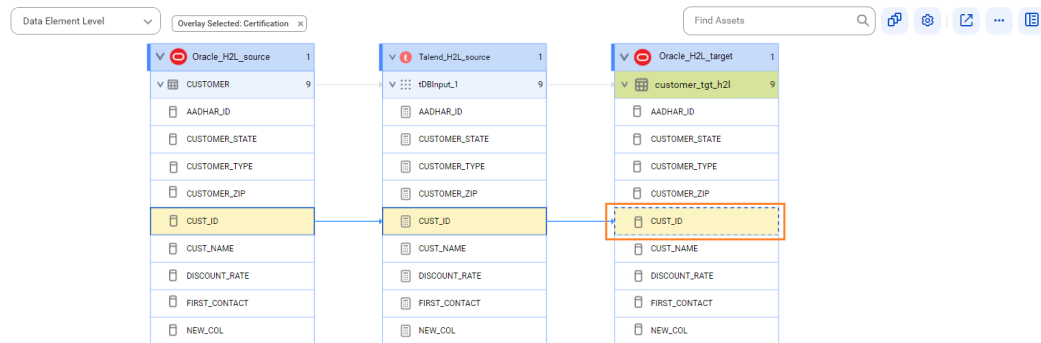 Data Element Level
Overlay Selected: Certification ×
Find Assets
Oracle_H2L_source 1
Talend_H2L_source 1
Oracle_H2L_target 1
CUSTOMER 9
tDBInput_1 9
customer_tgt_h2l 9
AADHAR_ID
AADHAR_ID
AADHAR_ID
CUSTOMER_STATE
CUSTOMER_STATE
CUSTOMER_STATE
CUSTOMER_TYPE
CUSTOMER_TYPE
CUSTOMER_TYPE
CUSTOMER_ZIP
CUSTOMER_ZIP
CUSTOMER_ZIP
CUST_ID
CUST_ID
CUST_ID
CUST_NAME
CUST_NAME
CUST_NAME
DISCOUNT_RATE
DISCOUNT_RATE
DISCOUNT_RATE
FIRST_CONTACT
FIRST_CONTACT
FIRST_CONTACT
NEW_COL
NEW_COL
NEW_COL